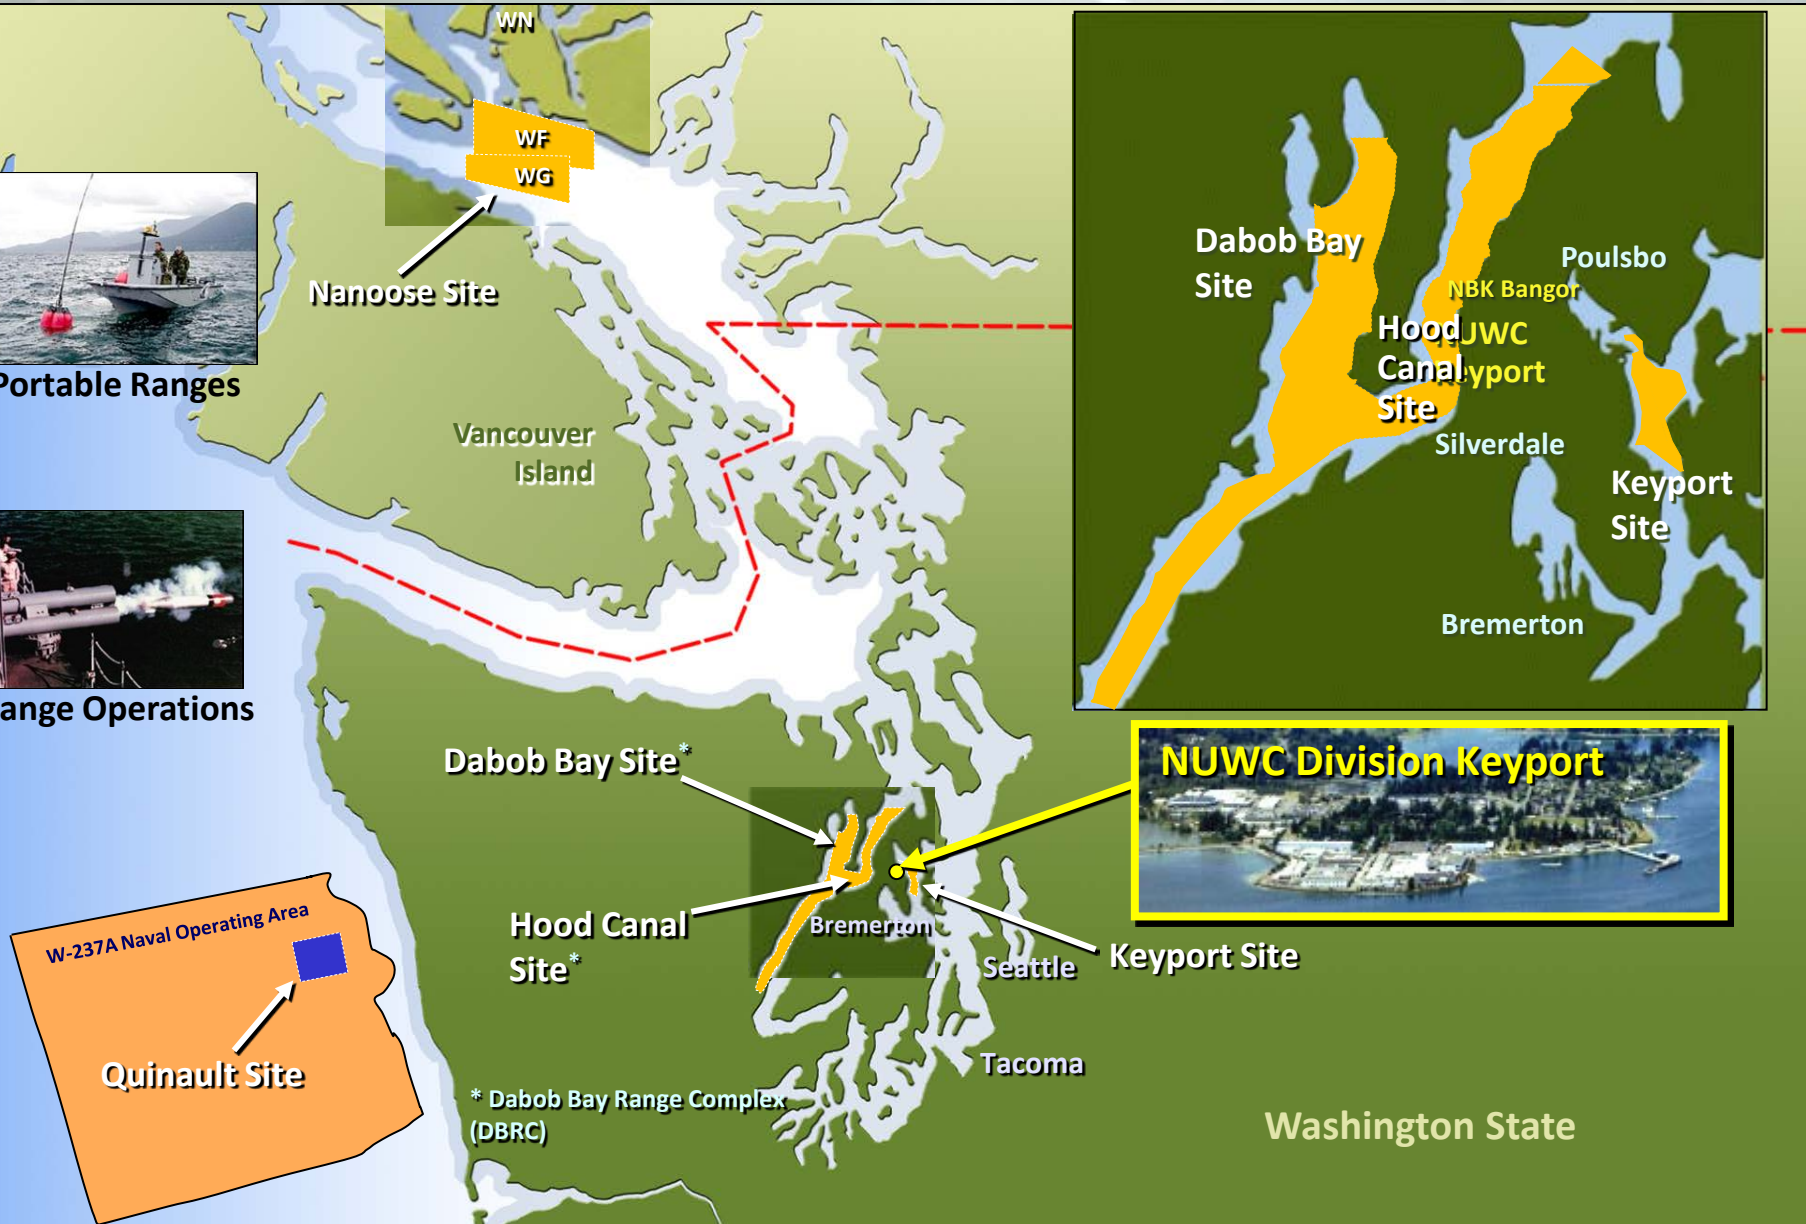 WN
WF
WG
Nanoose Site
Portable Ranges
Vancouver
Island
ange Operations
Dabob Bay
Site
Poulsbo
NBK Bangor
Hood
Canal
Site
NUWC
Keyport
Silverdale
Keyport
Site
Bremerton
Dabob Bay Site*
NUWC Division Keyport
Hood Canal
Site*
Bremerton
Seattle
Keyport Site
W-237A Naval Operating Area
Quinault Site
Tacoma
* Dabob Bay Range Complex
(DBRC)
Washington State